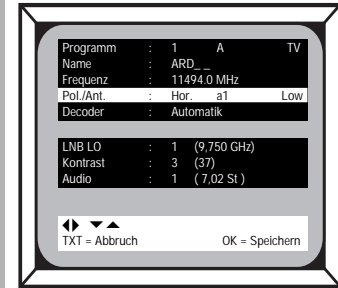 Programm : 1 A TV
Name : ARD_ _
Frequenz : 11494.0 MHz
Pol./Ant. : Hor. a1 Low
Decoder : Automatik
LNB LO : 1 (9,750 GHz)
Kontrast : 3 (37)
Audio : 1 ( 7,02 St )
TXT = Abbruch OK = Speichern